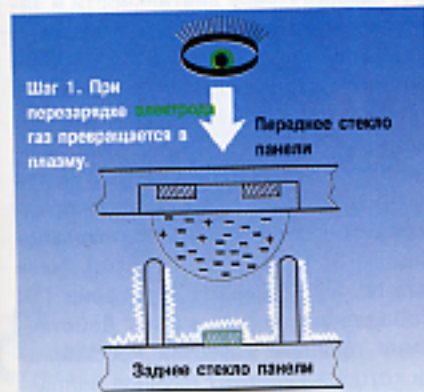 Шаг 1. При
перезарядке электрода
газ превращается в
плазму.
Переднее стекло
панели
Заднее стекло панели